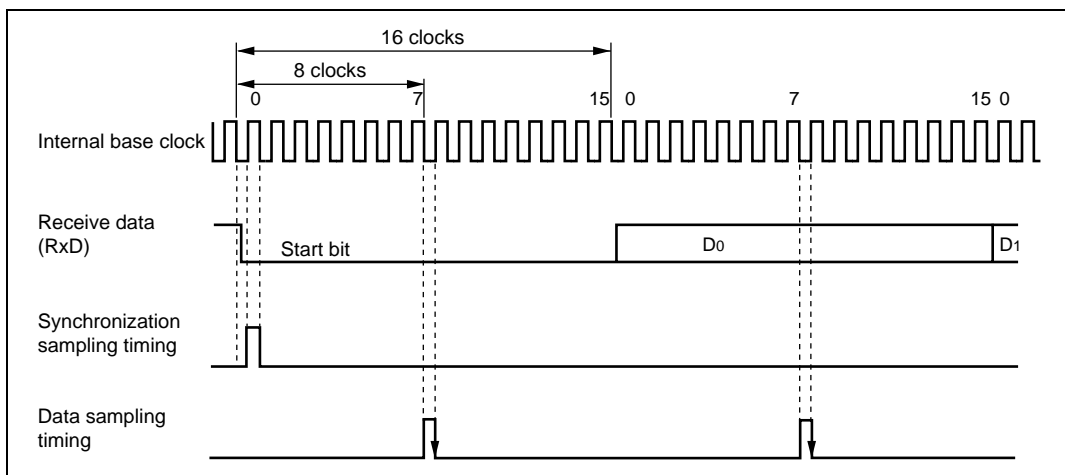 16 clocks
8 clocks
0 7 15 0 7 15 0
Internal base clock
Receive data
(RxD)
Start bit
D0
D1
Synchronization
sampling timing
Data sampling
timing